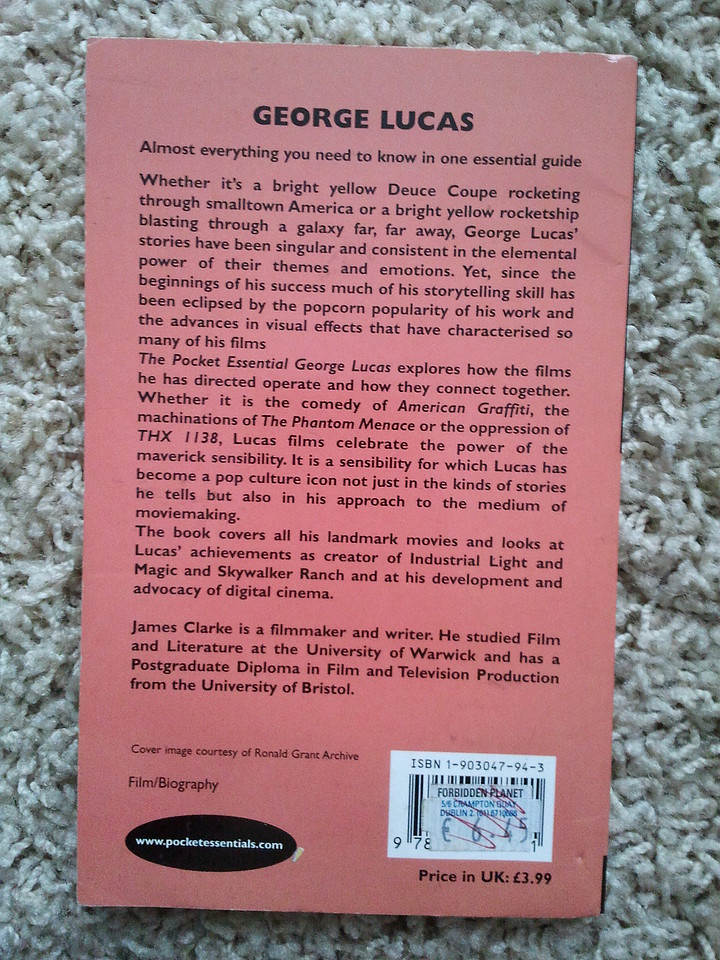 GEORGE LUCAS
Almost everything you need to know in one essential guide
Whether it's a bright yellow Deuce Coupe rocketing
through smalltown America or a bright yellow rocketship
blasting through a galaxy far, far away, George Lucas'
stories have been singular and consistent in the elemental
power of their themes and emotions. Yet, since the
beginnings of his success much of his storytelling skill has
been eclipsed by the popcorn popularity of his work and
the advances in visual effects that have characterised so
many of his films
The Pocket Essential George Lucas explores how the films
he has directed operate and how they connect together.
Whether it is the comedy of American Graffiti, the
machinations of The Phantom Menace or the oppression of
THX 1138, Lucas films celebrate the power of the
maverick sensibility. It is a sensibility for which Lucas has
become a pop culture icon not just in the kinds of stories
he tells but also in his approach to the medium of
moviemaking.
The book covers all his landmark movies and looks at
Lucas' achievements as creator of Industrial Light and
Magic and Skywalker Ranch and at his development and
advocacy of digital cinema.
James Clarke is a filmmaker and writer. He studied Film
and Literature at the University of Warwick and has a
Postgraduate Diploma in Film and Television Production
from the University of Bristol.
Cover image courtesy of Ronald Grant Archive
Film/Biography
www.pocketessentials.com
ISBN 1-903047-94-3
FORBIDDEN PLANET
5/6 CRAMPTON QUAY
DUBLIN 2.
9 78 1
Price in UK: £3.99